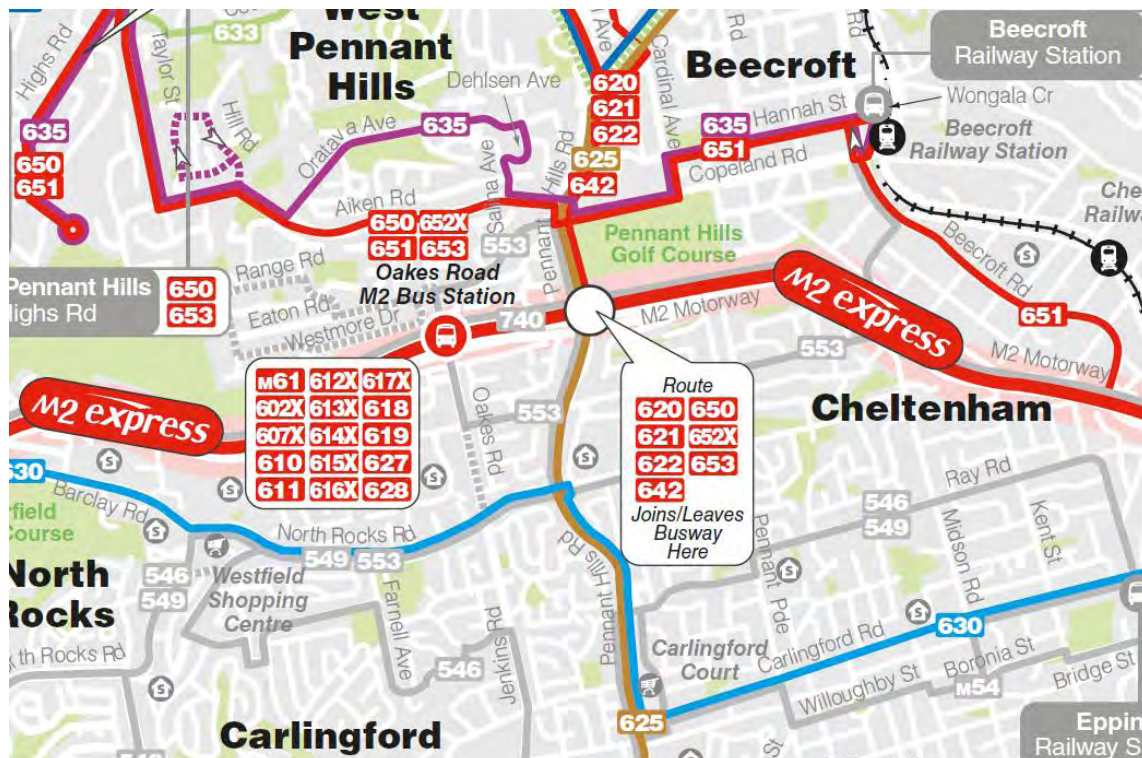 West
Pennant
Hills
Highs Rd
Taylor St
633
Hill Rd
Dehlsen Ave
Cardinal Ave
Beecroft
Beecroft
Railway Station
Wongala Cr
Beecroft
Railway Station
Hannah St
635
651
Copeland Rd
620
621
622
625
642
Hills Rd
Pennant
635
Oratava Ave
635
650
651
Aiken Rd
Salina Ave
553
650 652X
651 653
Oakes Road
M2 Bus Station
Pennant Hills
Golf Course
Pennant Hills
Highs Rd
650
653
Range Rd
Eaton Rd
Westmore Dr
740
M2 Motorway
M2 express
Beecroft Rd
651
M2 Motorway
553
Cheltenham
M2 express
M61 612X 617X
602X 613X 618
607X 614X 619
610 615X 627
611 616X 628
Oakes Rd
553
Route
620 650
621 652X
622 653
642
Joins/Leaves
Busway
Here
630
Barclay Rd
North Rocks Rd
549 553
546
549
Westfield
Shopping
Centre
North
Rocks
Farnell Ave
546
Jenkins Rd
Pennant Hills Rd
Pennant Pde
546
549
Ray Rd
Midson Rd
Kent St
630
Carlingford Rd
Carlingford
Court
Willoughby St
Boronia St
Bridge St
M54
625
Carlingford
546
Railway